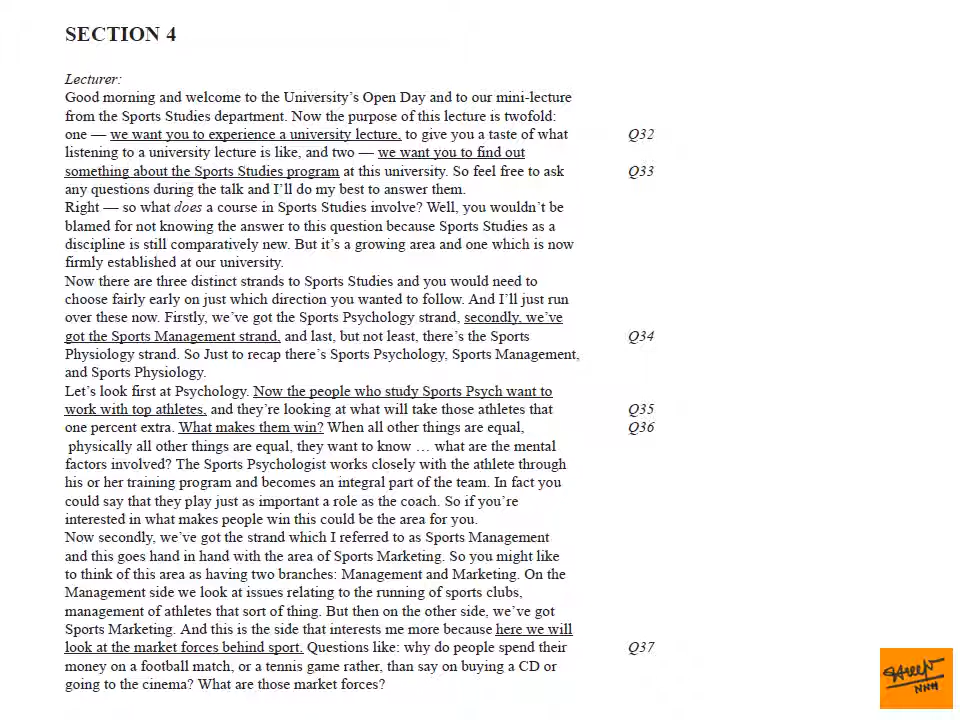 SECTION 4
Lecturer:
Good morning and welcome to the University's Open Day and to our mini-lecture
from the Sports Studies department. Now the purpose of this lecture is twofold:
one — we want you to experience a university lecture, to give you a taste of what Q32
listening to a university lecture is like, and two — we want you to find out
something about the Sports Studies program at this university. So feel free to ask Q33
any questions during the talk and I'll do my best to answer them.
Right — so what does a course in Sports Studies involve? Well, you wouldn't be
blamed for not knowing the answer to this question because Sports Studies as a
discipline is still comparatively new. But it's a growing area and one which is now
firmly established at our university.
Now there are three distinct strands to Sports Studies and you would need to
choose fairly early on just which direction you wanted to follow. And I'll just run
over these now. Firstly, we've got the Sports Psychology strand, secondly, we've
got the Sports Management strand, and last, but not least, there's the Sports Q34
Physiology strand. So Just to recap there's Sports Psychology, Sports Management,
and Sports Physiology.
Let's look first at Psychology. Now the people who study Sports Psych want to
work with top athletes, and they're looking at what will take those athletes that Q35
one percent extra. What makes them win? When all other things are equal, Q36
physically all other things are equal, they want to know … what are the mental
factors involved? The Sports Psychologist works closely with the athlete through
his or her training program and becomes an integral part of the team. In fact you
could say that they play just as important a role as the coach. So if you're
interested in what makes people win this could be the area for you.
Now secondly, we've got the strand which I referred to as Sports Management
and this goes hand in hand with the area of Sports Marketing. So you might like
to think of this area as having two branches: Management and Marketing. On the
Management side we look at issues relating to the running of sports clubs,
management of athletes that sort of thing. But then on the other side, we've got
Sports Marketing. And this is the side that interests me more because here we will
look at the market forces behind sport. Questions like: why do people spend their Q37
money on a football match, or a tennis game rather, than say on buying a CD or
going to the cinema? What are those market forces?
NNH